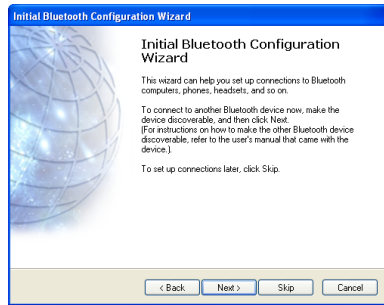 Initial Bluetooth Configuration Wizard
Initial Bluetooth Configuration
Wizard
This wizard can help you set up connections to Bluetooth
computers, phones, headsets, and so on.
To connect to another Bluetooth device now, make the
device discoverable, and then click Next.
(For instructions on how to make the other Bluetooth device
discoverable, refer to the user's manual that came with the
device.)
To set up connections later, click Skip.
< Back Next > Skip Cancel